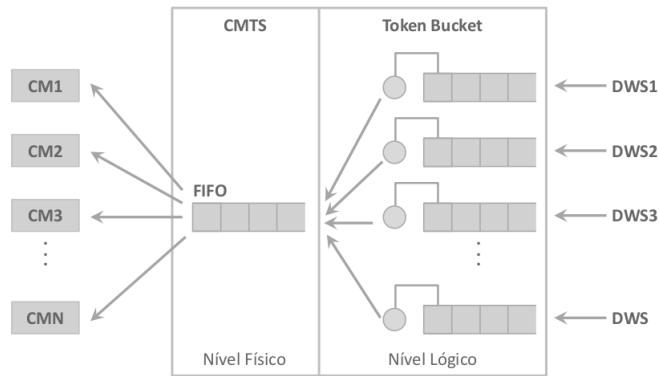 CMTS
Token Bucket
CM1
DWS1
CM2
DWS2
FIFO
CM3
DWS3
CMN
DWS
Nível Físico
Nível Lógico